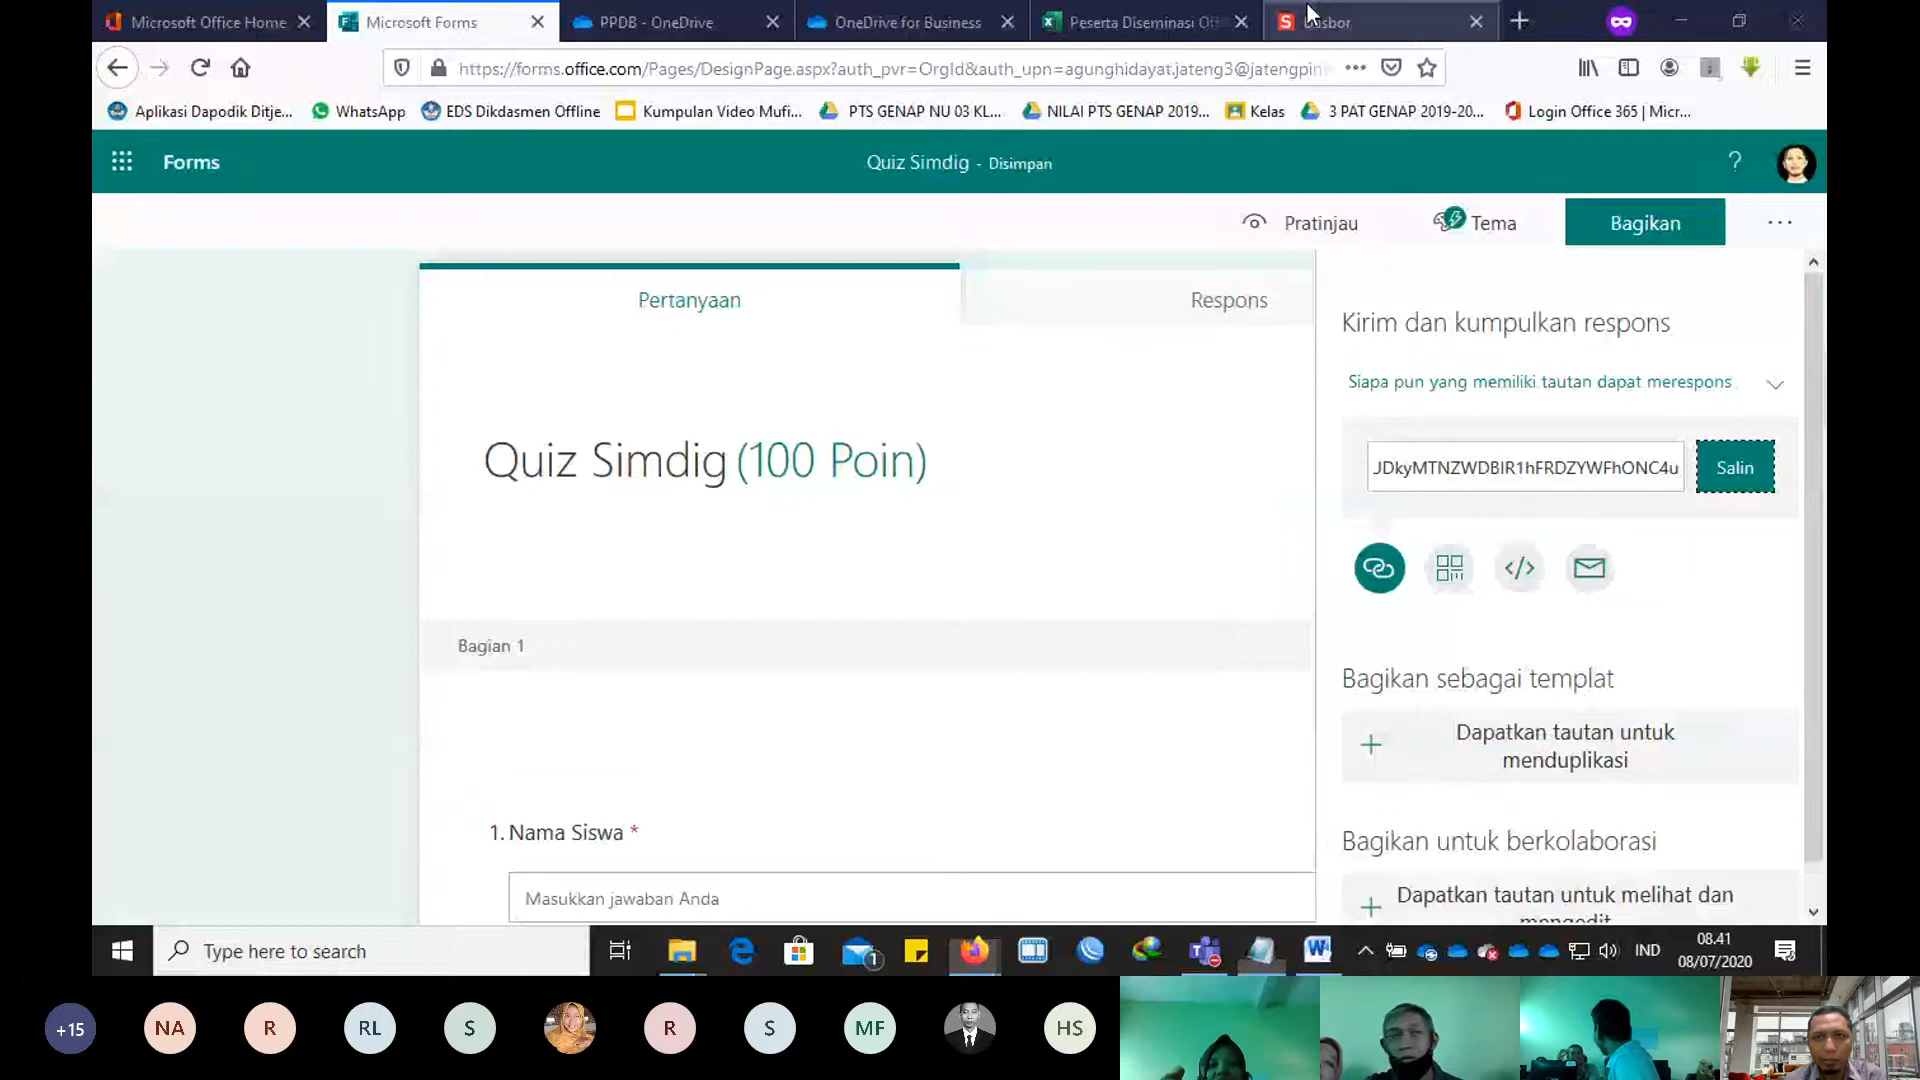 Microsoft Office Home
Microsoft Forms
PPDB - OneDrive
OneDrive for Business
Peserta Diseminasi Of
https://forms.office.com/Pages/DesignPage.aspx?auth_pvr=OrgId&auth_upn=agunghidayat.jateng3@jatengpin
Aplikasi Dapodik Ditje...
WhatsApp
EDS Dikdasmen Offline
Kumpulan Video Mufi...
PTS GENAP NU 03 KL...
NILAI PTS GENAP 2019...
Kelas
3 PAT GENAP 2019-20...
Login Office 365 | Micr...
Forms
Quiz Simdig - Disimpan
?
Pratinjau
Tema
Bagikan
Pertanyaan
Respons
Quiz Simdig (100 Poin)
Bagian 1
1. Nama Siswa *
Masukkan jawaban Anda
Kirim dan kumpulkan respons
Siapa pun yang memiliki tautan dapat merespons
JDkyMTNZWDBIR1hFRDZYWFhONC4u
Salin
Bagikan sebagai templat
Dapatkan tautan untuk
menduplikasi
Bagikan untuk berkolaborasi
Dapatkan tautan untuk melihat dan
mengedit
Type here to search
1
IND
08.41
08/07/2020
+15
NA
R
RL
S
R
S
MF
HS